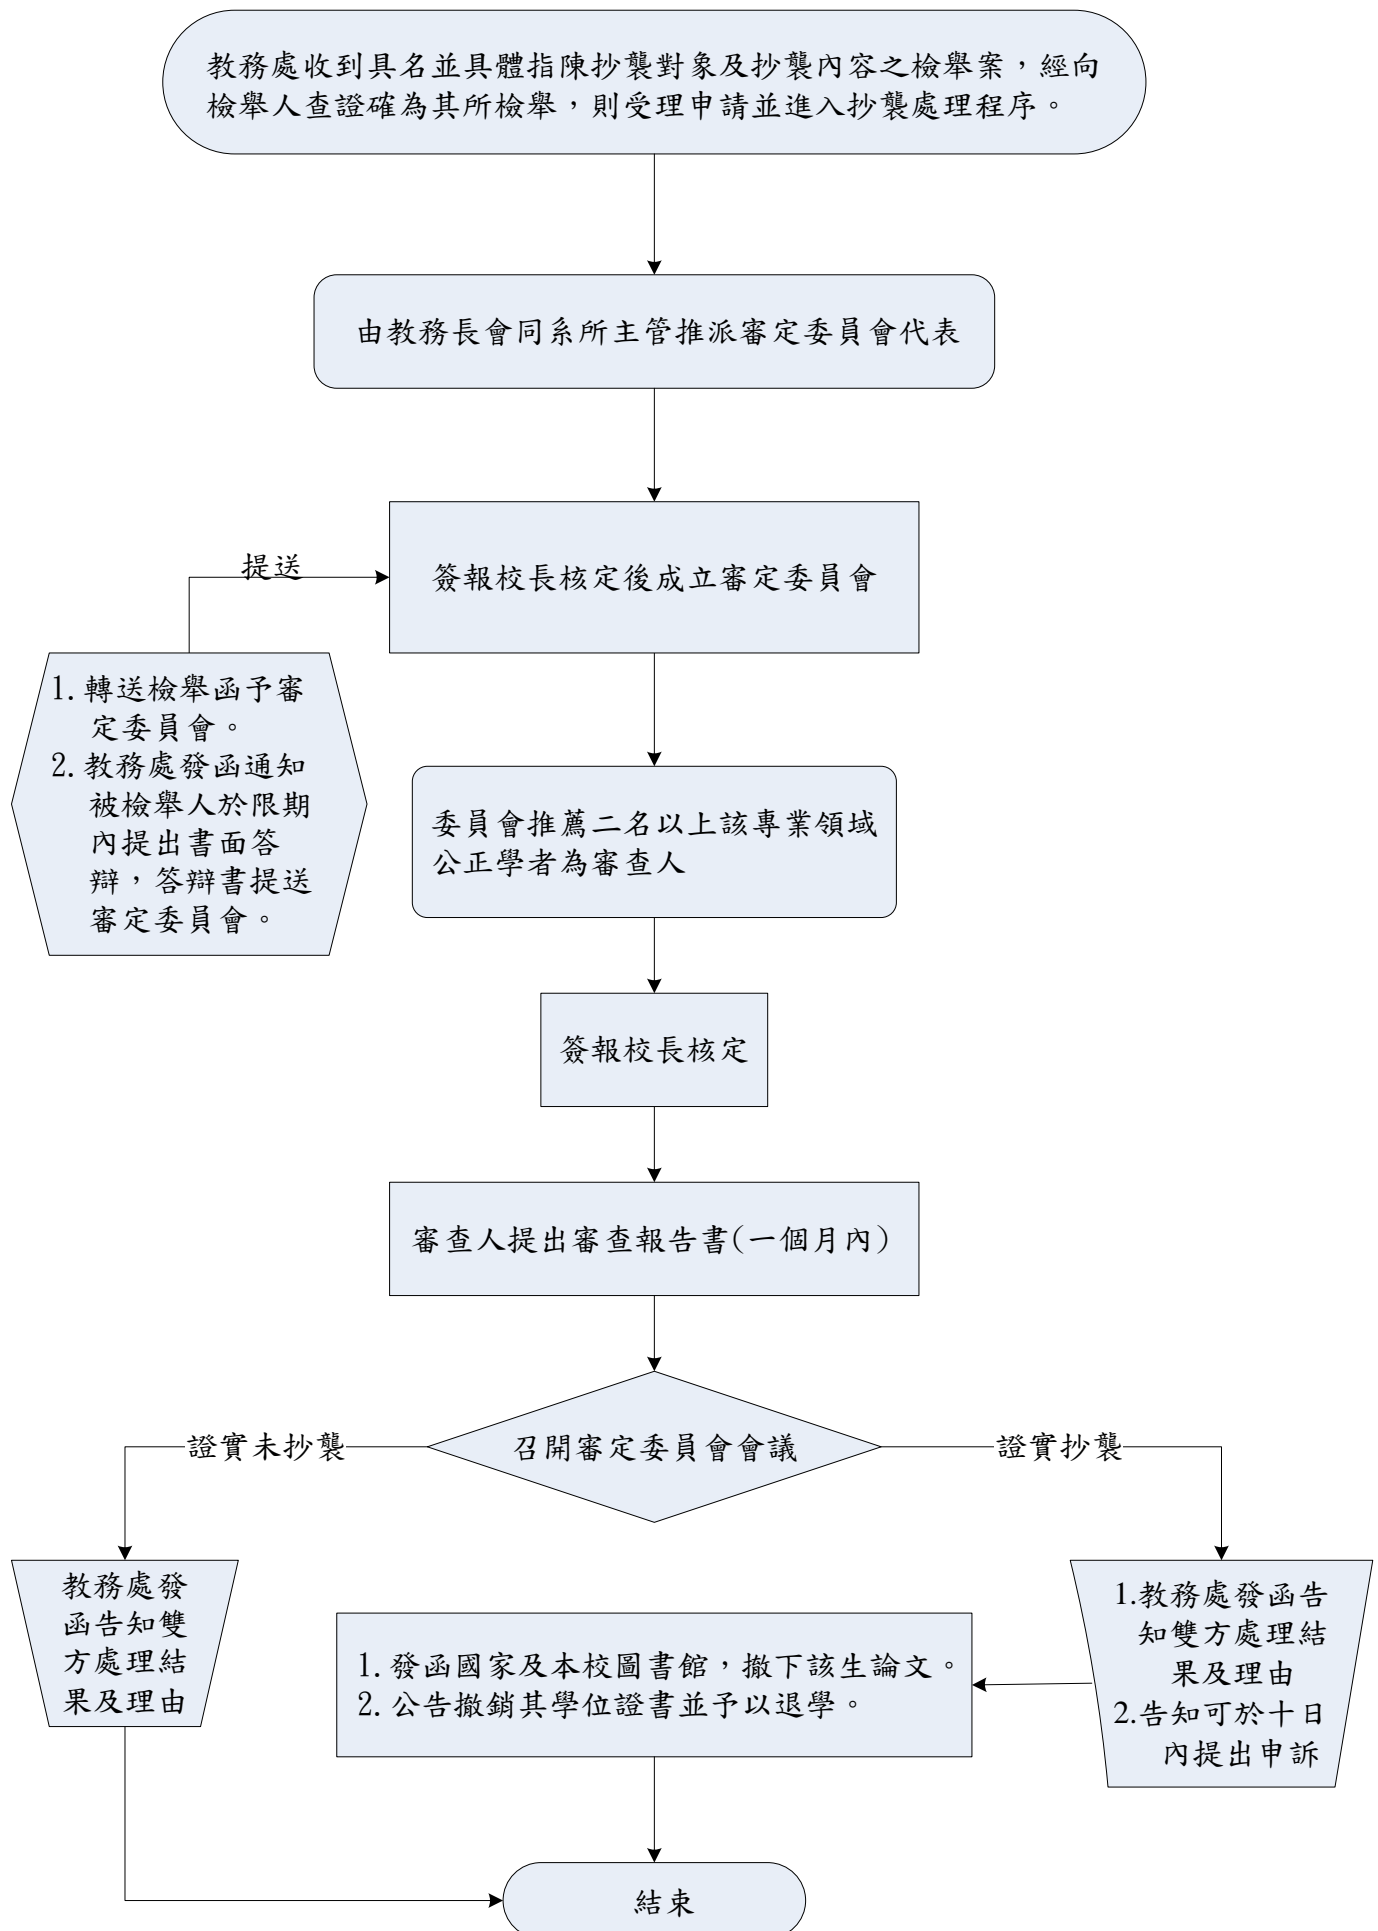 教務處收到具名並具體指陳抄襲對象及抄襲內容之檢舉案，經向
檢舉人查證確為其所檢舉，則受理申請並進入抄襲處理程序。
由教務長會同系所主管推派審定委員會代表
提送
簽報校長核定後成立審定委員會
1. 轉送檢舉函予審
定委員會。
2. 教務處發函通知
被檢舉人於限期
內提出書面答
辯，答辯書提送
審定委員會。
委員會推薦二名以上該專業領域
公正學者為審查人
簽報校長核定
審查人提出審查報告書(一個月內)
證實未抄襲
召開審定委員會會議
證實抄襲
教務處發
函告知雙
方處理結
果及理由
1. 發函國家及本校圖書館，撤下該生論文。
2. 公告撤銷其學位證書並予以退學。
1.教務處發函告
知雙方處理結
果及理由
2.告知可於十日
內提出申訴
結束